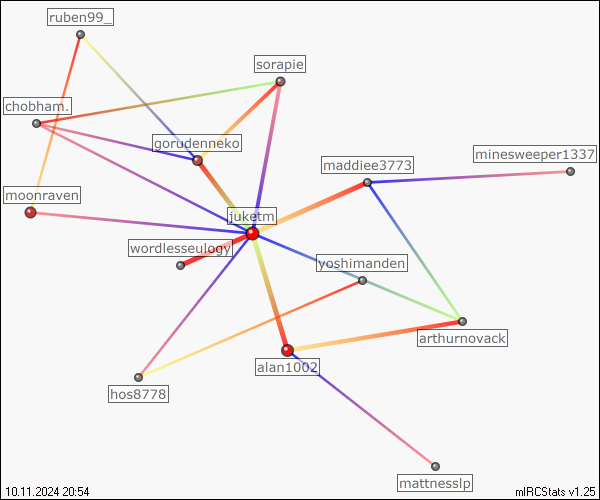 ruben99_
sorapie
chobham.
gorudenneko
minesweeper1337
maddiee3773
moonraven
juketm
wordlesseulogy
yoshimanden
arthurnovack
alan1002
hos8778
mattnesslp
10.11.2024 20:54
mIRCStats v1.25